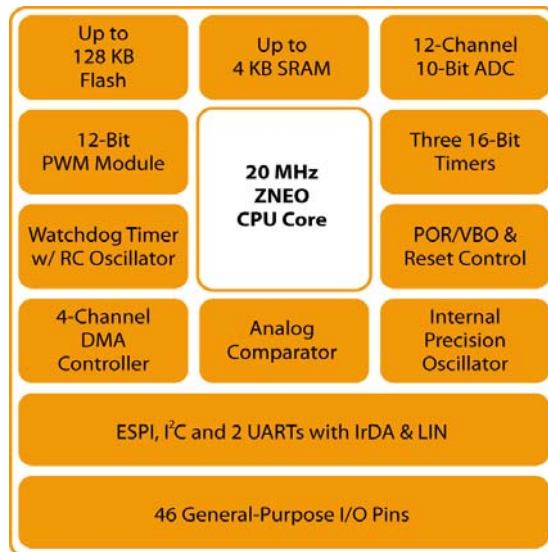 Up to
128 KB
Flash
Up to
4 KB SRAM
12-Channel
10-Bit ADC
12-Bit
PWM Module
20 MHz
ZNEO
CPU Core
Three 16-Bit
Timers
Watchdog Timer
w/ RC Oscillator
POR/VBO &
Reset Control
4-Channel
DMA
Controller
Analog
Comparator
Internal
Precision
Oscillator
ESPI, I²C and 2 UARTs with IrDA & LIN
46 General-Purpose I/O Pins